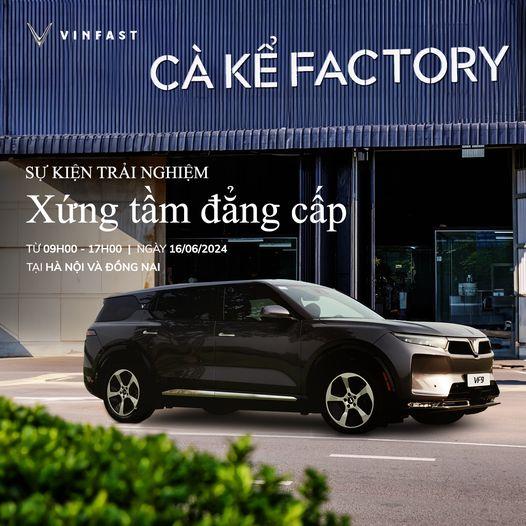 VINFAST
CÀ KỂ FACTORY
SỰ KIỆN TRẢI NGHIỆM
Xứng tầm đẳng cấp
TỪ 09H00 - 17H00 | NGÀY 16/06/2024
TẠI HÀ NỘI VÀ ĐỒNG NAI
VF9